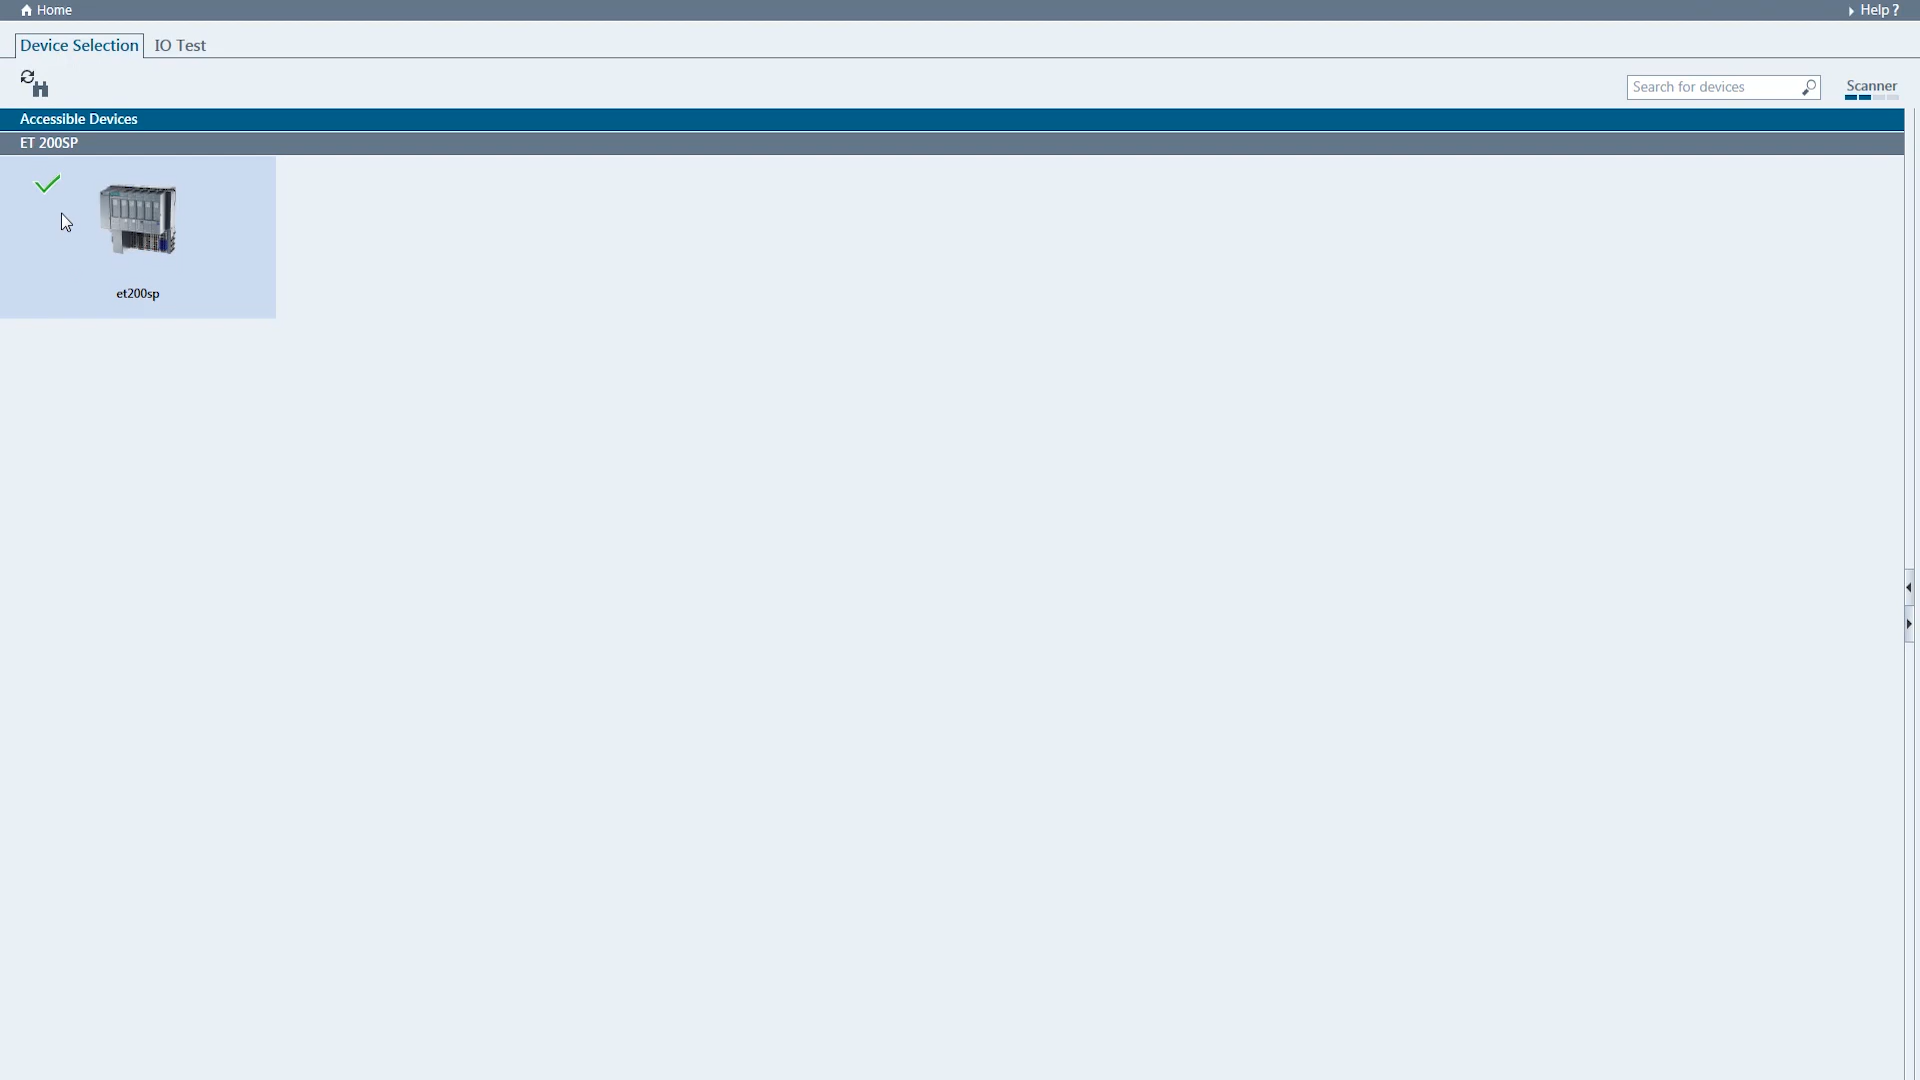 Home
Help ?
Device Selection
IO Test
Search for devices
Scanner
Accessible Devices
ET 200SP
et200sp